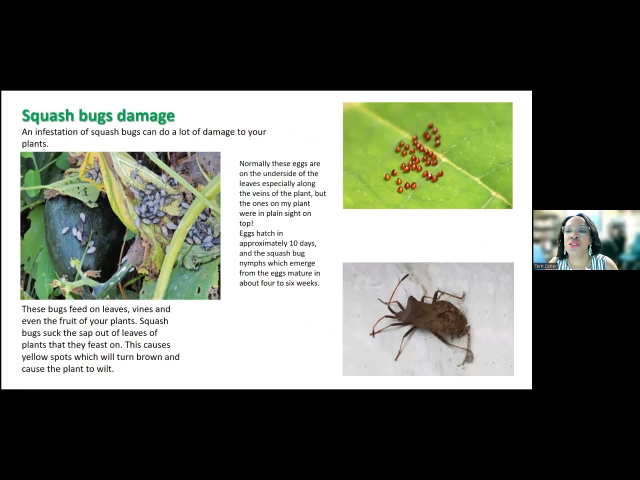 Squash bugs damage
An infestation of squash bugs can do a lot of damage to your
plants.
Normally these eggs are
on the underside of the
leaves especially along
the veins of the plant, but
the ones on my plant
were in plain sight on
top!
Eggs hatch in
approximately 10 days,
and the squash bug
nymphs which emerge
from the eggs mature in
about four to six weeks.
These bugs feed on leaves, vines and
even the fruit of your plants. Squash
bugs suck the sap out of leaves of
plants that they feast on. This causes
yellow spots which will turn brown and
cause the plant to wilt.